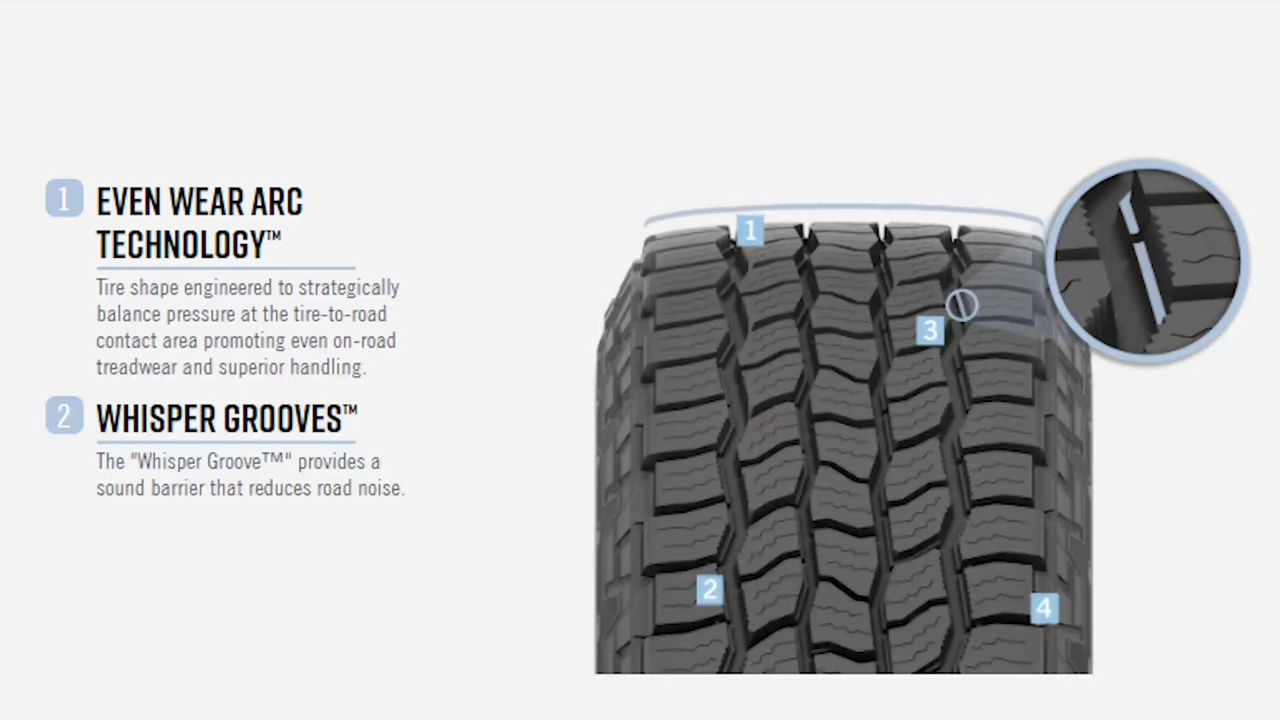 1 EVEN WEAR ARC
TECHNOLOGY™
Tire shape engineered to strategically
balance pressure at the tire-to-road
contact area promoting even on-road
treadwear and superior handling.
2 WHISPER GROOVES™
The "Whisper Groove™" provides a
sound barrier that reduces road noise.
1
3
2
4